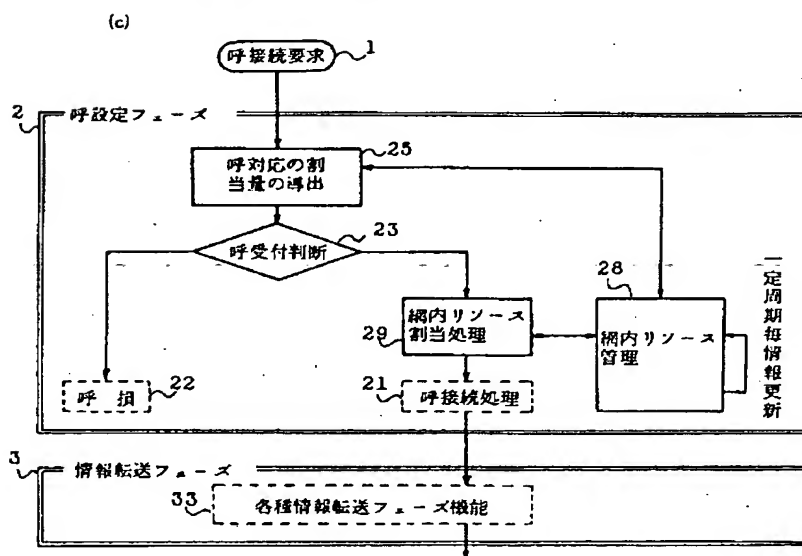 (c)
呼接続要求
1
2
呼設定フェーズ
25
呼対応の割
当量の導出
23
呼受付判断
28
網内リソース
割当処理
29
網内リソース
管理
一定周期毎情報更新
呼 損
22
21
呼接続処理
3
情報転送フェーズ
33
各種情報転送フェーズ機能